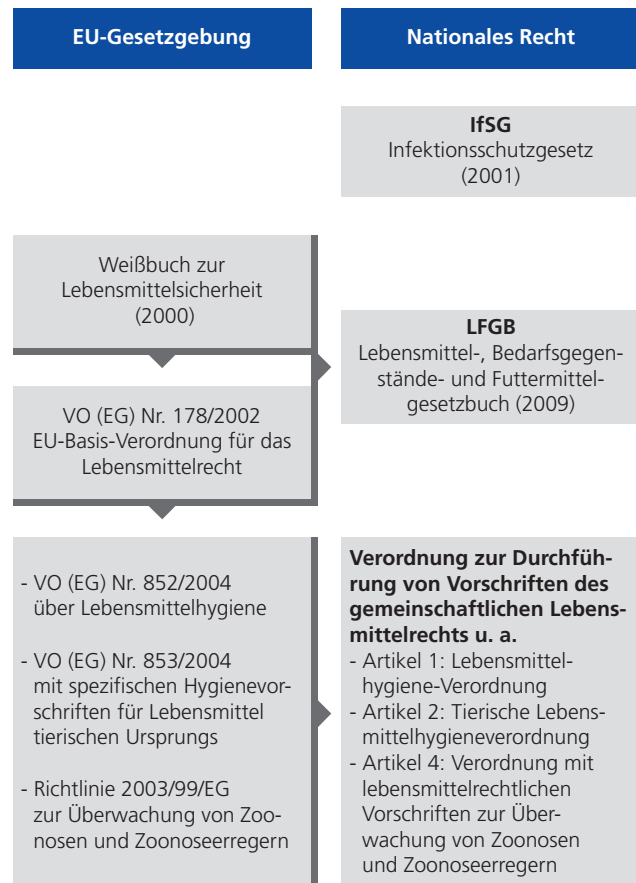 EU-Gesetzgebung
Nationales Recht
IfSG
Infektionsschutzgesetz
(2001)
Weißbuch zur
Lebensmittelsicherheit
(2000)
LFGB
Lebensmittel-, Bedarfsgegen-
stände- und Futtermittel-
gesetzbuch (2009)
VO (EG) Nr. 178/2002
EU-Basis-Verordnung für das
Lebensmittelrecht
- VO (EG) Nr. 852/2004
über Lebensmittelhygiene
- VO (EG) Nr. 853/2004
mit spezifischen Hygienevor-
schriften für Lebensmittel
tierischen Ursprungs
- Richtlinie 2003/99/EG
zur Überwachung von Zoo-
nosen und Zoonoseerregern
Verordnung zur Durchfüh-
rung von Vorschriften des
gemeinschaftlichen Lebens-
mittelrechts u. a.
- Artikel 1: Lebensmittel-
hygiene-Verordnung
- Artikel 2: Tierische Lebens-
mittelhygieneverordnung
- Artikel 4: Verordnung mit
lebensmittelrechtlichen
Vorschriften zur Über-
wachung von Zoonosen
und Zoonoseerregern